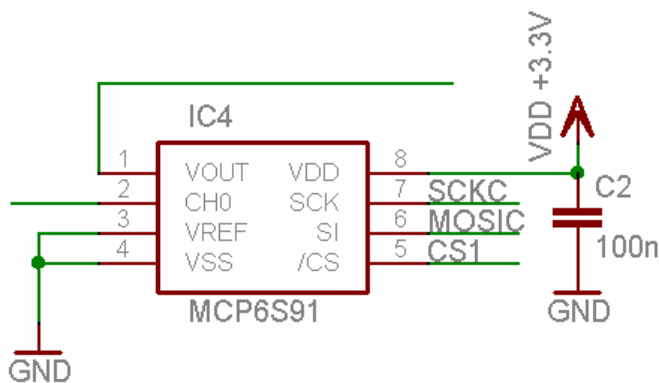 VDD +3.3V
IC4
1 VOUT VDD 8
2 CH0 SCK 7 SCKC
3 VREF SI 6 MOSIC
4 VSS /CS 5 CS1
MCP6S91
C2
100n
GND
GND